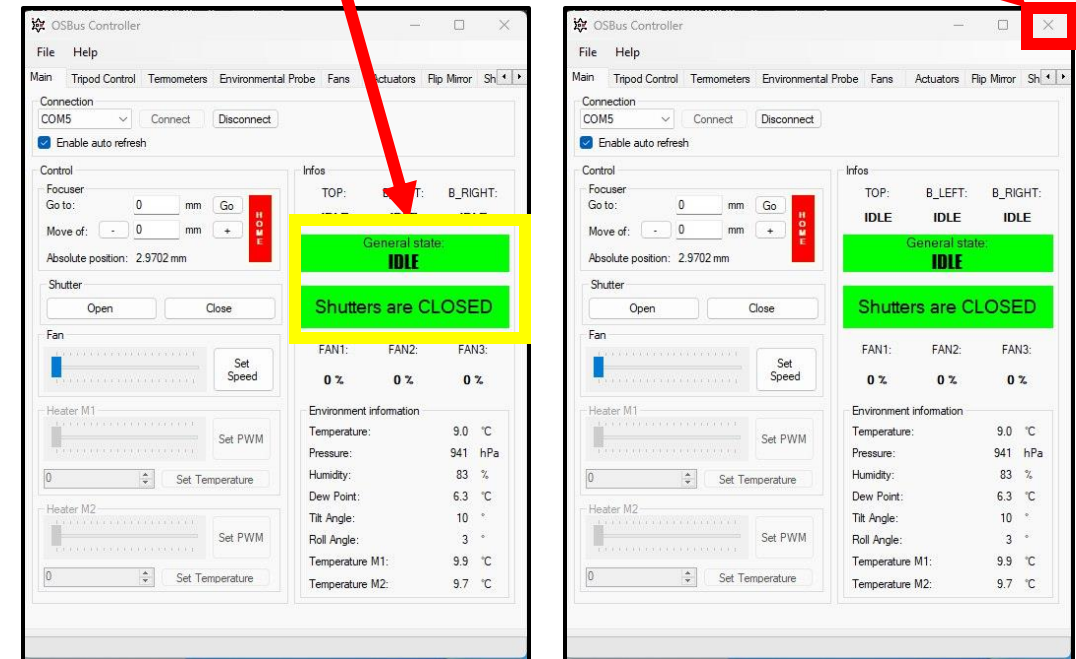 OSBus Controller
File Help
Main Tripod Control Termometers Environmental Probe Fans Actuators Flip Mirror Sh
Connection
COM5 Connect Disconnect
Enable auto refresh
Control
Focuser
Go to: 0 mm Go
Move of: - 0 mm +
HOME
Absolute position: 2.9702 mm
Shutter
Open Close
Fan
Set Speed
Heater M1
Set PWM
0 Set Temperature
Heater M2
Set PWM
0 Set Temperature
Infos
TOP: B_RIGHT:
General state:
IDLE
Shutters are CLOSED
FAN1: FAN2: FAN3:
0 % 0 % 0 %
Environment information
Temperature: 9.0 °C
Pressure: 941 hPa
Humidity: 83 %
Dew Point: 6.3 °C
Tilt Angle: 10 °
Roll Angle: 3 °
Temperature M1: 9.9 °C
Temperature M2: 9.7 °C
OSBus Controller
File Help
Main Tripod Control Termometers Environmental Probe Fans Actuators Flip Mirror Sh
Connection
COM5 Connect Disconnect
Enable auto refresh
Control
Focuser
Go to: 0 mm Go
Move of: - 0 mm +
HOME
Absolute position: 2.9702 mm
Shutter
Open Close
Fan
Set Speed
Heater M1
Set PWM
0 Set Temperature
Heater M2
Set PWM
0 Set Temperature
Infos
TOP: B_LEFT: B_RIGHT:
IDLE IDLE IDLE
General state:
IDLE
Shutters are CLOSED
FAN1: FAN2: FAN3:
0 % 0 % 0 %
Environment information
Temperature: 9.0 °C
Pressure: 941 hPa
Humidity: 83 %
Dew Point: 6.3 °C
Tilt Angle: 10 °
Roll Angle: 3 °
Temperature M1: 9.9 °C
Temperature M2: 9.7 °C